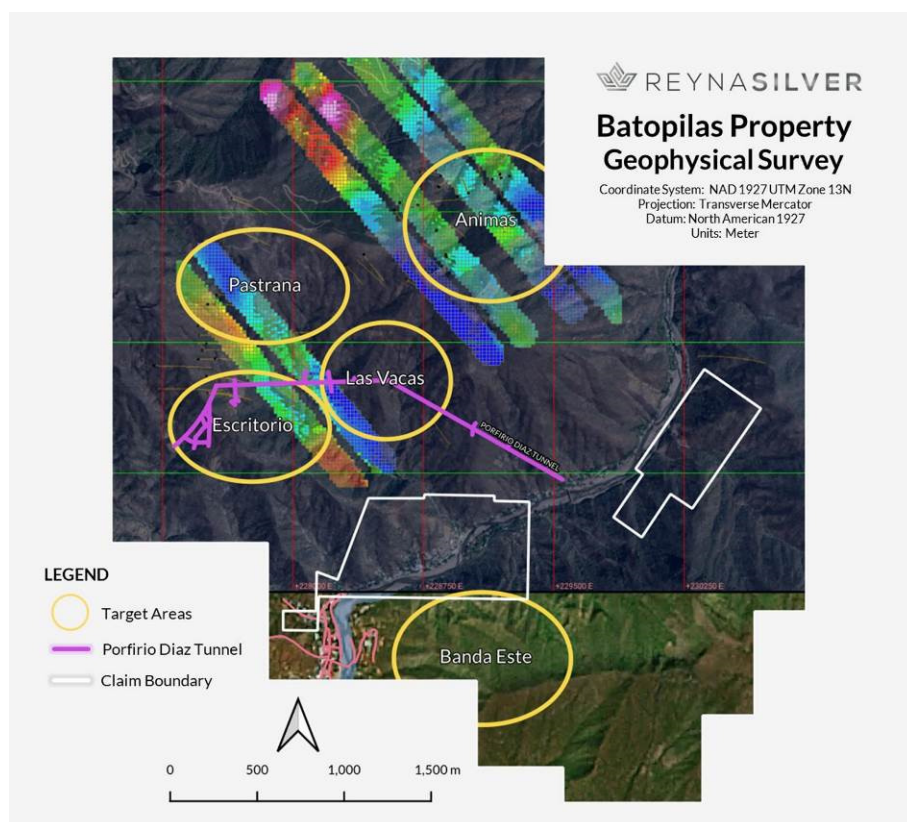 REYNASILVER
Batopilas Property
Geophysical Survey
Coordinate System: NAD 1927 UTM Zone 13N
Projection: Transverse Mercator
Datum: North American 1927
Units: Meter
Animas
Pastrana
Las Vacas
Escritorio
PORFIRIO DIAZ TUNNEL
+228000 E
+228750 E
+229500 E
+230250 E
LEGEND
Target Areas
Porfirio Diaz Tunnel
Claim Boundary
Banda Este
0 500 1,000 1,500 m